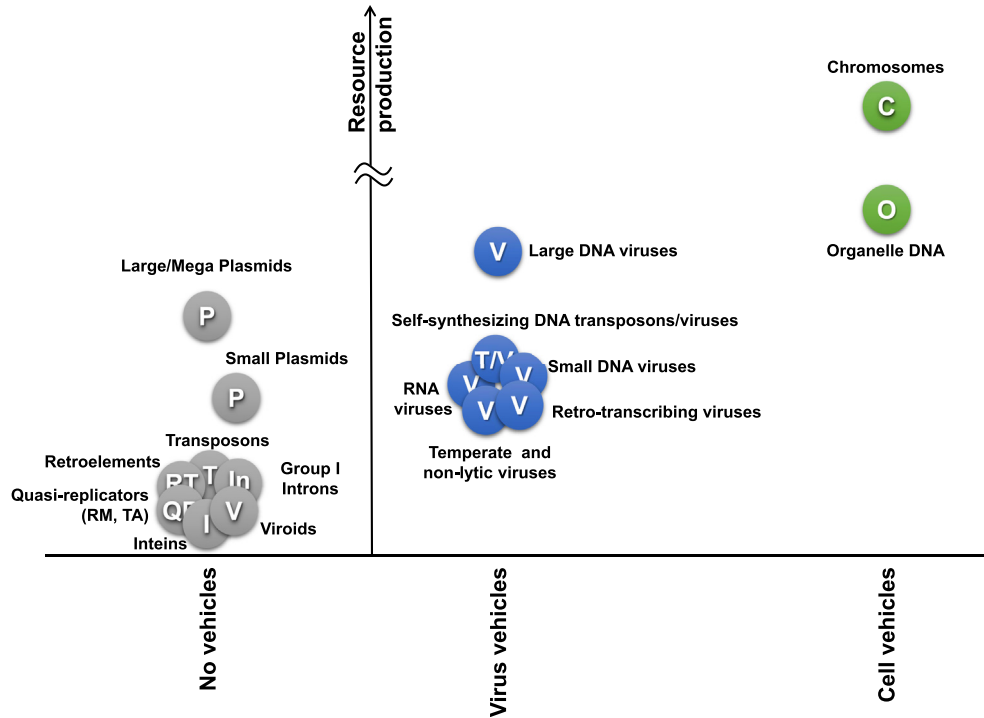 Resource
production
Chromosomes
C
O
Organelle DNA
V
Large DNA viruses
Large/Mega Plasmids
P
Self-synthesizing DNA transposons/viruses
T/V
V
Small DNA viruses
RNA
viruses
V
V
V
Retro-transcribing viruses
Temperate and
non-lytic viruses
Small Plasmids
P
Transposons
T
Retroelements
RT
In
Group I
Introns
Quasi-replicators
(RM, TA)
QR
I
V
Viroids
Inteins
No vehicles
Virus vehicles
Cell vehicles